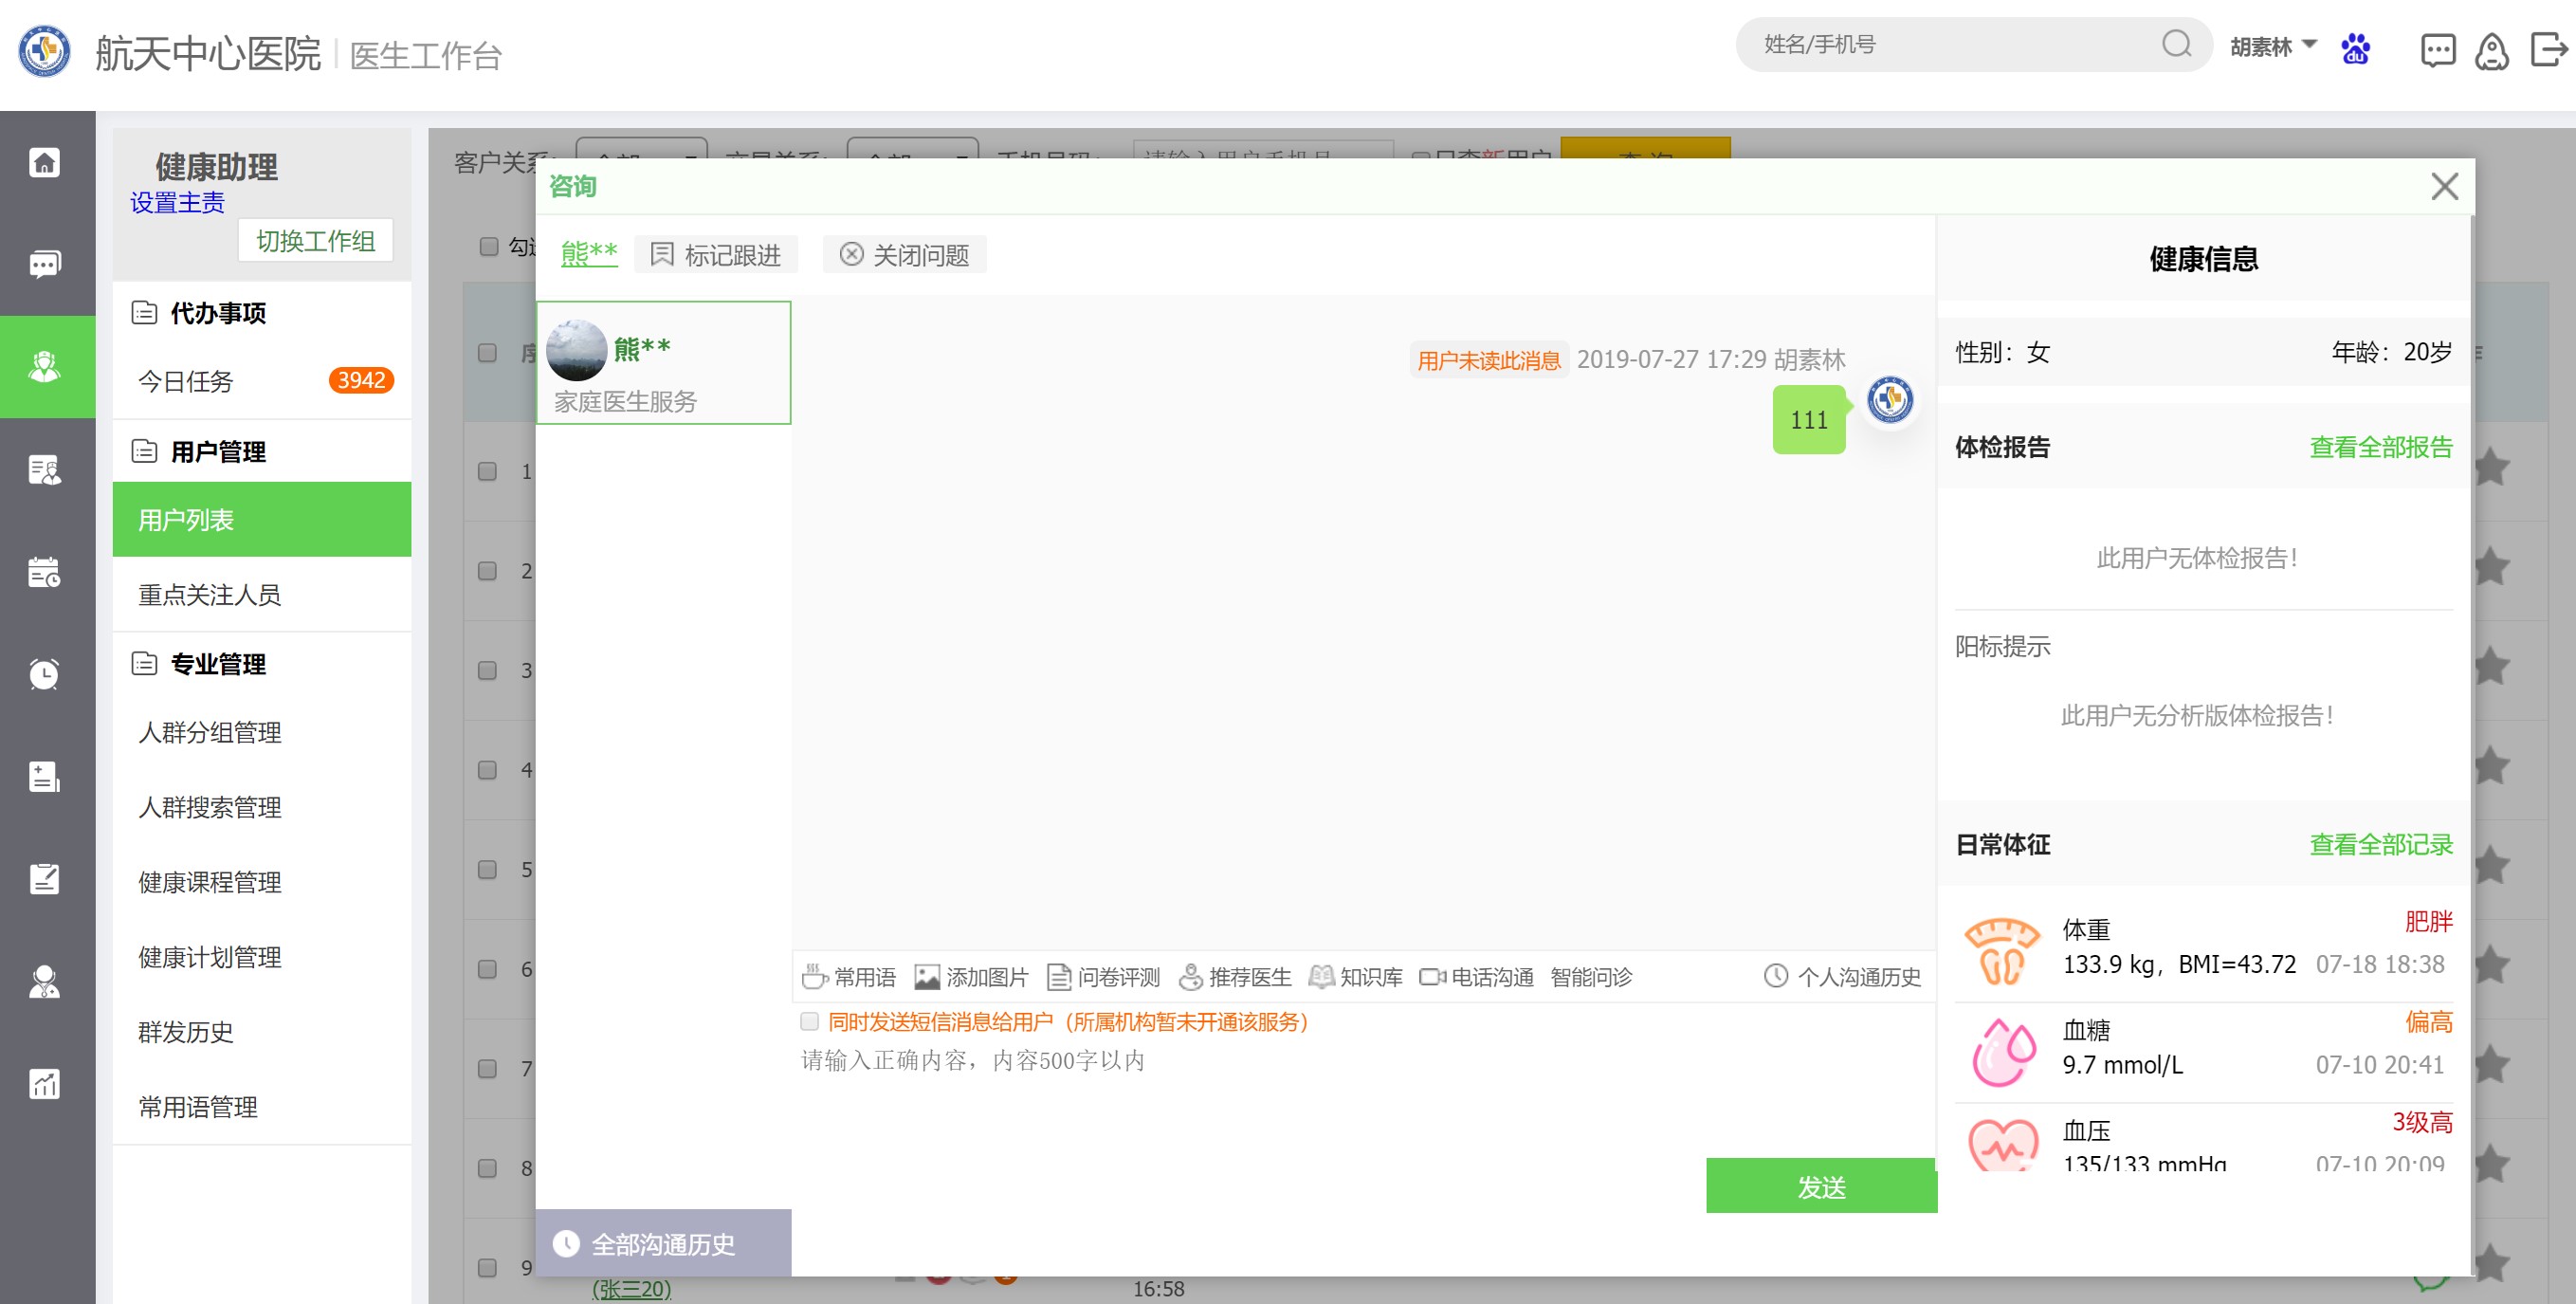 航天中心医院 医生工作台
姓名/手机号
胡素林
du
健康助理
设置主责
切换工作组
代办事项
今日任务 3942
用户管理
用户列表
重点关注人员
专业管理
人群分组管理
人群搜索管理
健康课程管理
健康计划管理
群发历史
常用语管理
客户关系:
咨询
熊** 标记跟进 关闭问题
熊**
家庭医生服务
用户未读此消息 2019-07-27 17:29 胡素林
111
常用语 添加图片 问卷评测 推荐医生 知识库 电话沟通 智能问诊 个人沟通历史
同时发送短信消息给用户（所属机构暂未开通该服务）
请输入正确内容，内容500字以内
发送
全部沟通历史
健康信息
性别：女 年龄：20岁
体检报告 查看全部报告
此用户无体检报告！
阳标提示
此用户无分析版体检报告！
日常体征 查看全部记录
体重 肥胖
133.9 kg，BMI=43.72 07-18 18:38
血糖 偏高
9.7 mmol/L 07-10 20:41
血压 3级高
135/133 mmHg 07-10 20:09
1
2
3
4
5
6
7
8
9
(张三20)
16:58